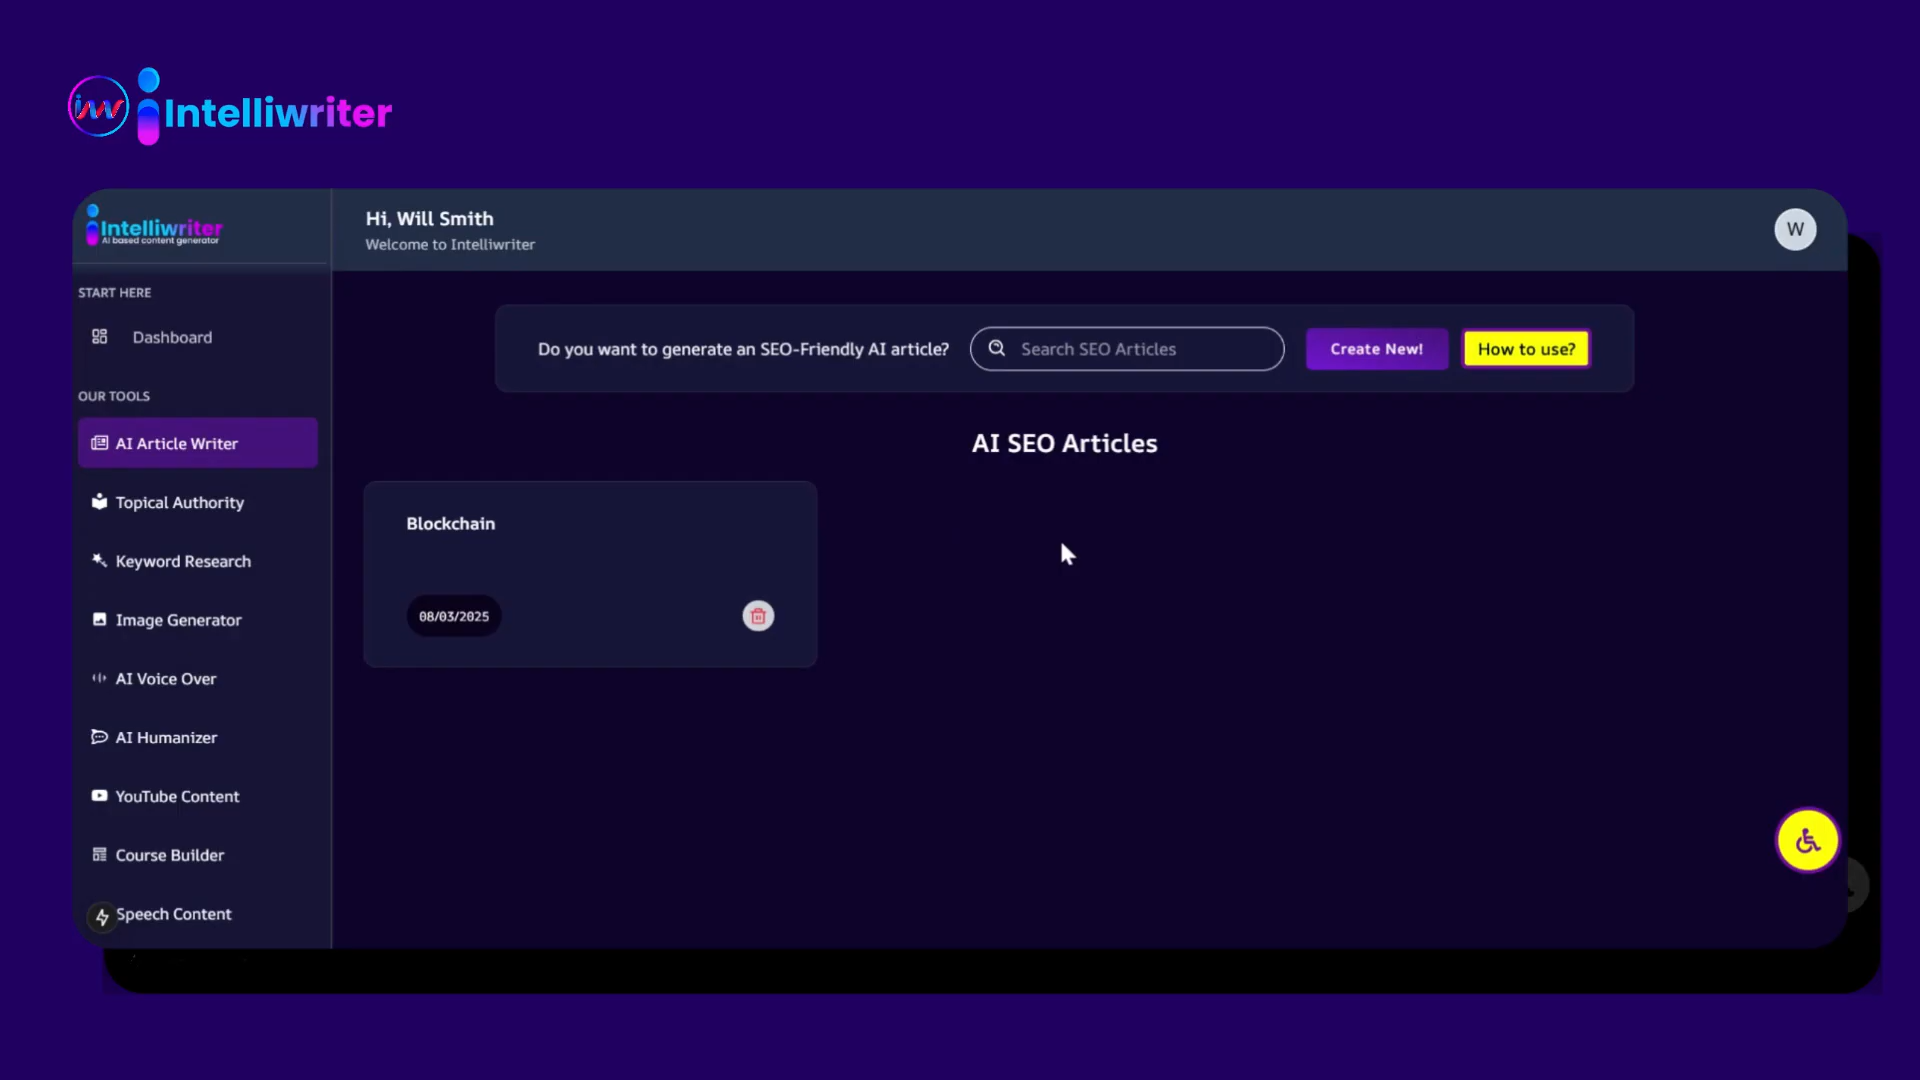 iw Intelliwriter
Intelliwriter
AI based content generator
Hi, Will Smith
Welcome to Intelliwriter
W
START HERE
Dashboard
OUR TOOLS
AI Article Writer
Topical Authority
Keyword Research
Image Generator
AI Voice Over
AI Humanizer
YouTube Content
Course Builder
Speech Content
Do you want to generate an SEO-Friendly AI article?
Search SEO Articles
Create New!
How to use?
AI SEO Articles
Blockchain
08/03/2025